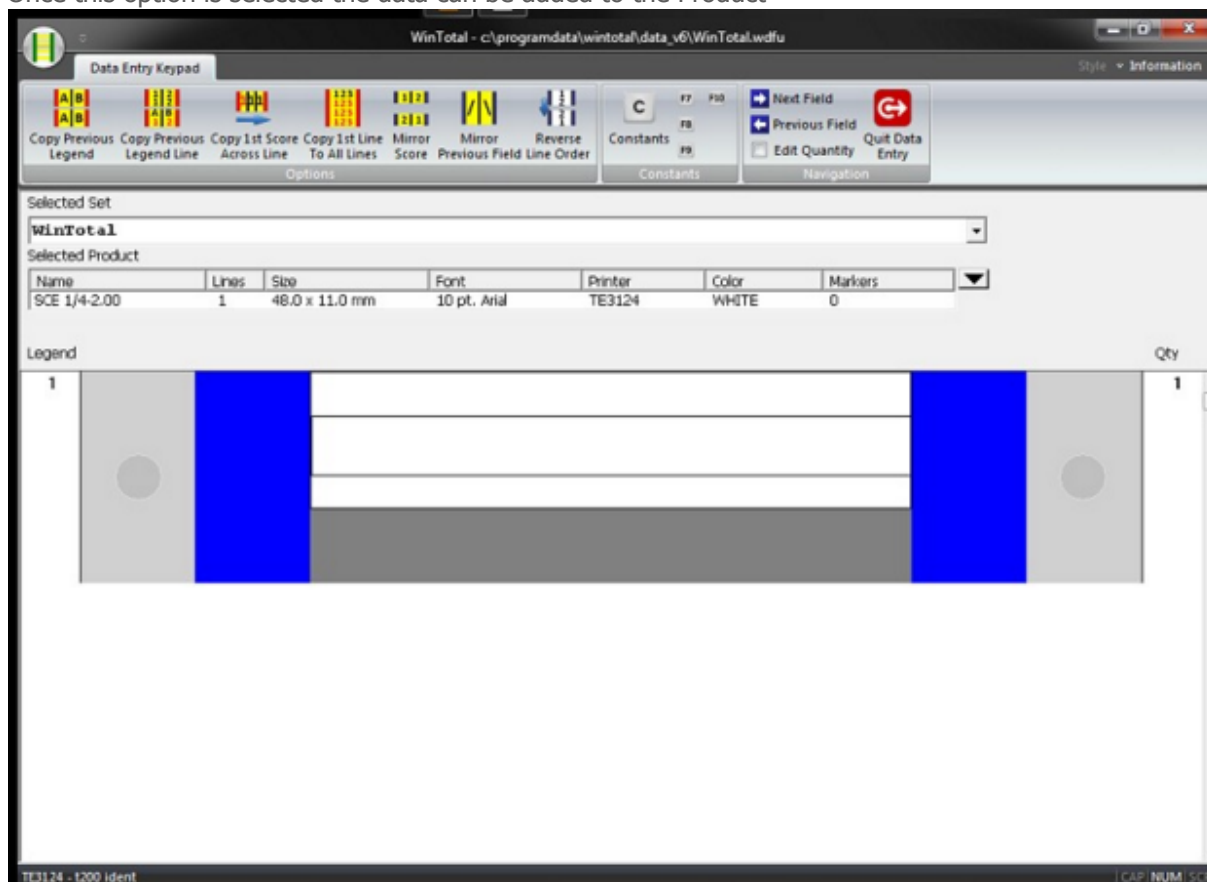 Once this option is selected the data can be added to the Product
WinTotal - c:\programdata\wintotal\data_v6\WinTotal.wdfu
Data Entry Keypad
Style Information
Copy Previous Legend
Copy Previous Legend Line
Copy 1st Score Across Line
Copy 1st Line To All Lines
Mirror Score
Mirror Previous Field
Reverse Line Order
C
Constants
F7 F10
F8
F9
Next Field
Previous Field
Edit Quantity
Quit Data Entry
Options Constants Navigation
Selected Set
WinTotal
Selected Product
Name Lines Size Font Printer Color Markers
SCE 1/4-2.00 1 48.0 x 11.0 mm 10 pt. Arial TE3124 WHITE 0
Legend Qty
1 1
TE3124 - t200 ident CAP NUM SC